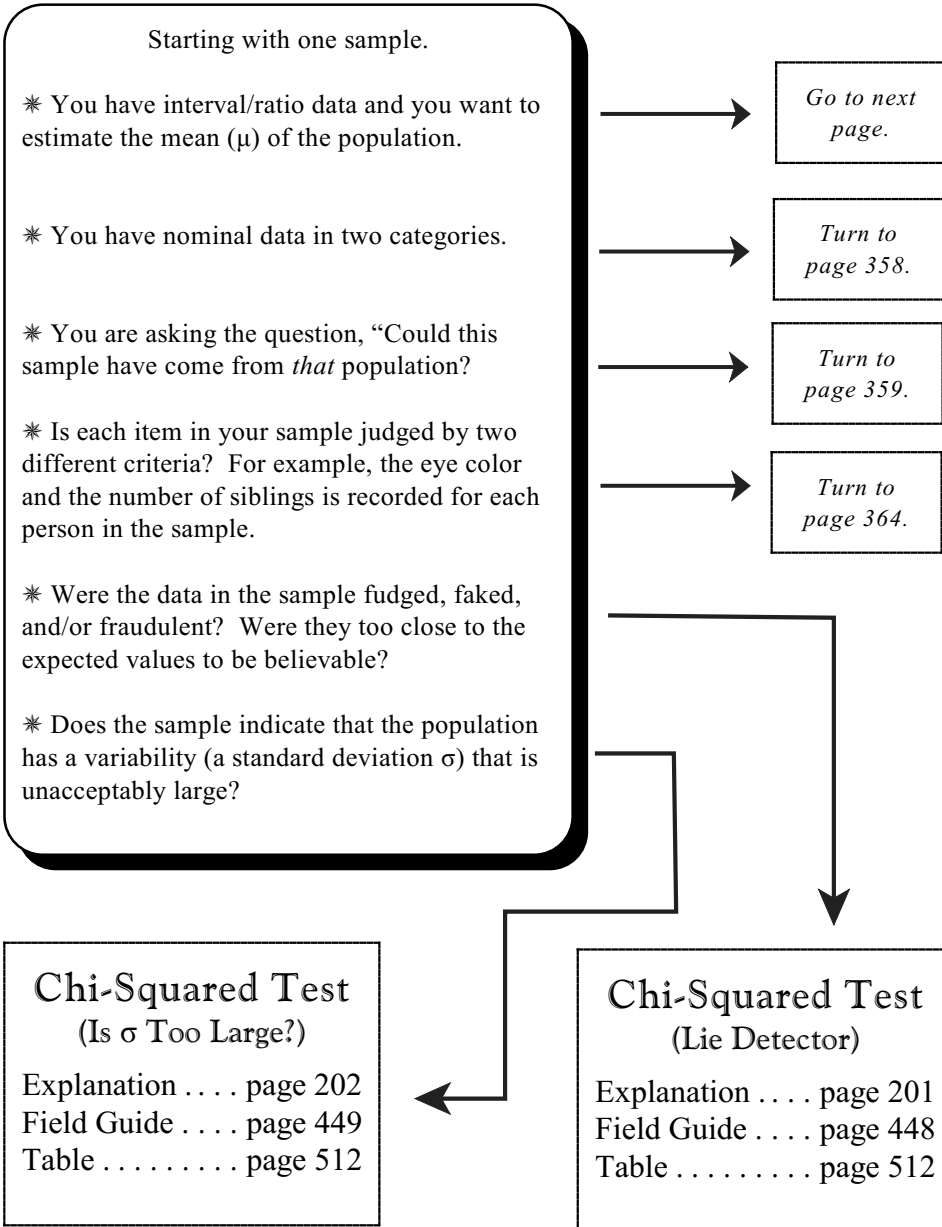 Starting with one sample.
✳ You have interval/ratio data and you want to
estimate the mean (μ) of the population.
Go to next
page.
✳ You have nominal data in two categories.
Turn to
page 358.
✳ You are asking the question, “Could this
sample have come from that population?
Turn to
page 359.
✳ Is each item in your sample judged by two
different criteria? For example, the eye color
and the number of siblings is recorded for each
person in the sample.
Turn to
page 364.
✳ Were the data in the sample fudged, faked,
and/or fraudulent? Were they too close to the
expected values to be believable?
✳ Does the sample indicate that the population
has a variability (a standard deviation σ) that is
unacceptably large?
Chi-Squared Test
(Is σ Too Large?)
Explanation . . . . page 202
Field Guide . . . . page 449
Table . . . . . . . . . page 512
Chi-Squared Test
(Lie Detector)
Explanation . . . . page 201
Field Guide . . . . page 448
Table . . . . . . . . . page 512